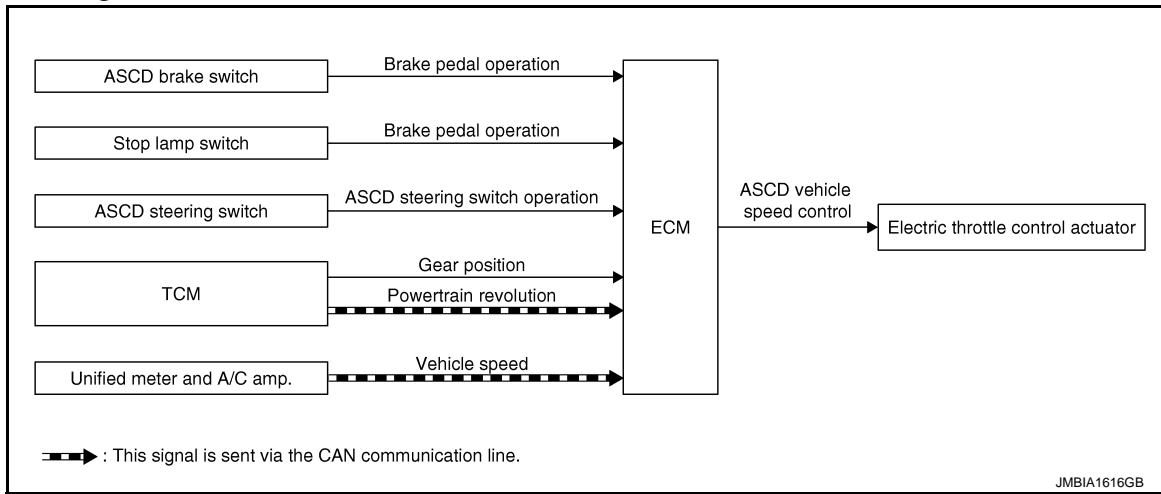 ASCD brake switch
Brake pedal operation
Stop lamp switch
Brake pedal operation
ASCD steering switch
ASCD steering switch operation
TCM
Gear position
Powertrain revolution
Unified meter and A/C amp.
Vehicle speed
ECM
ASCD vehicle
speed control
Electric throttle control actuator
: This signal is sent via the CAN communication line.
JMBIA1616GB